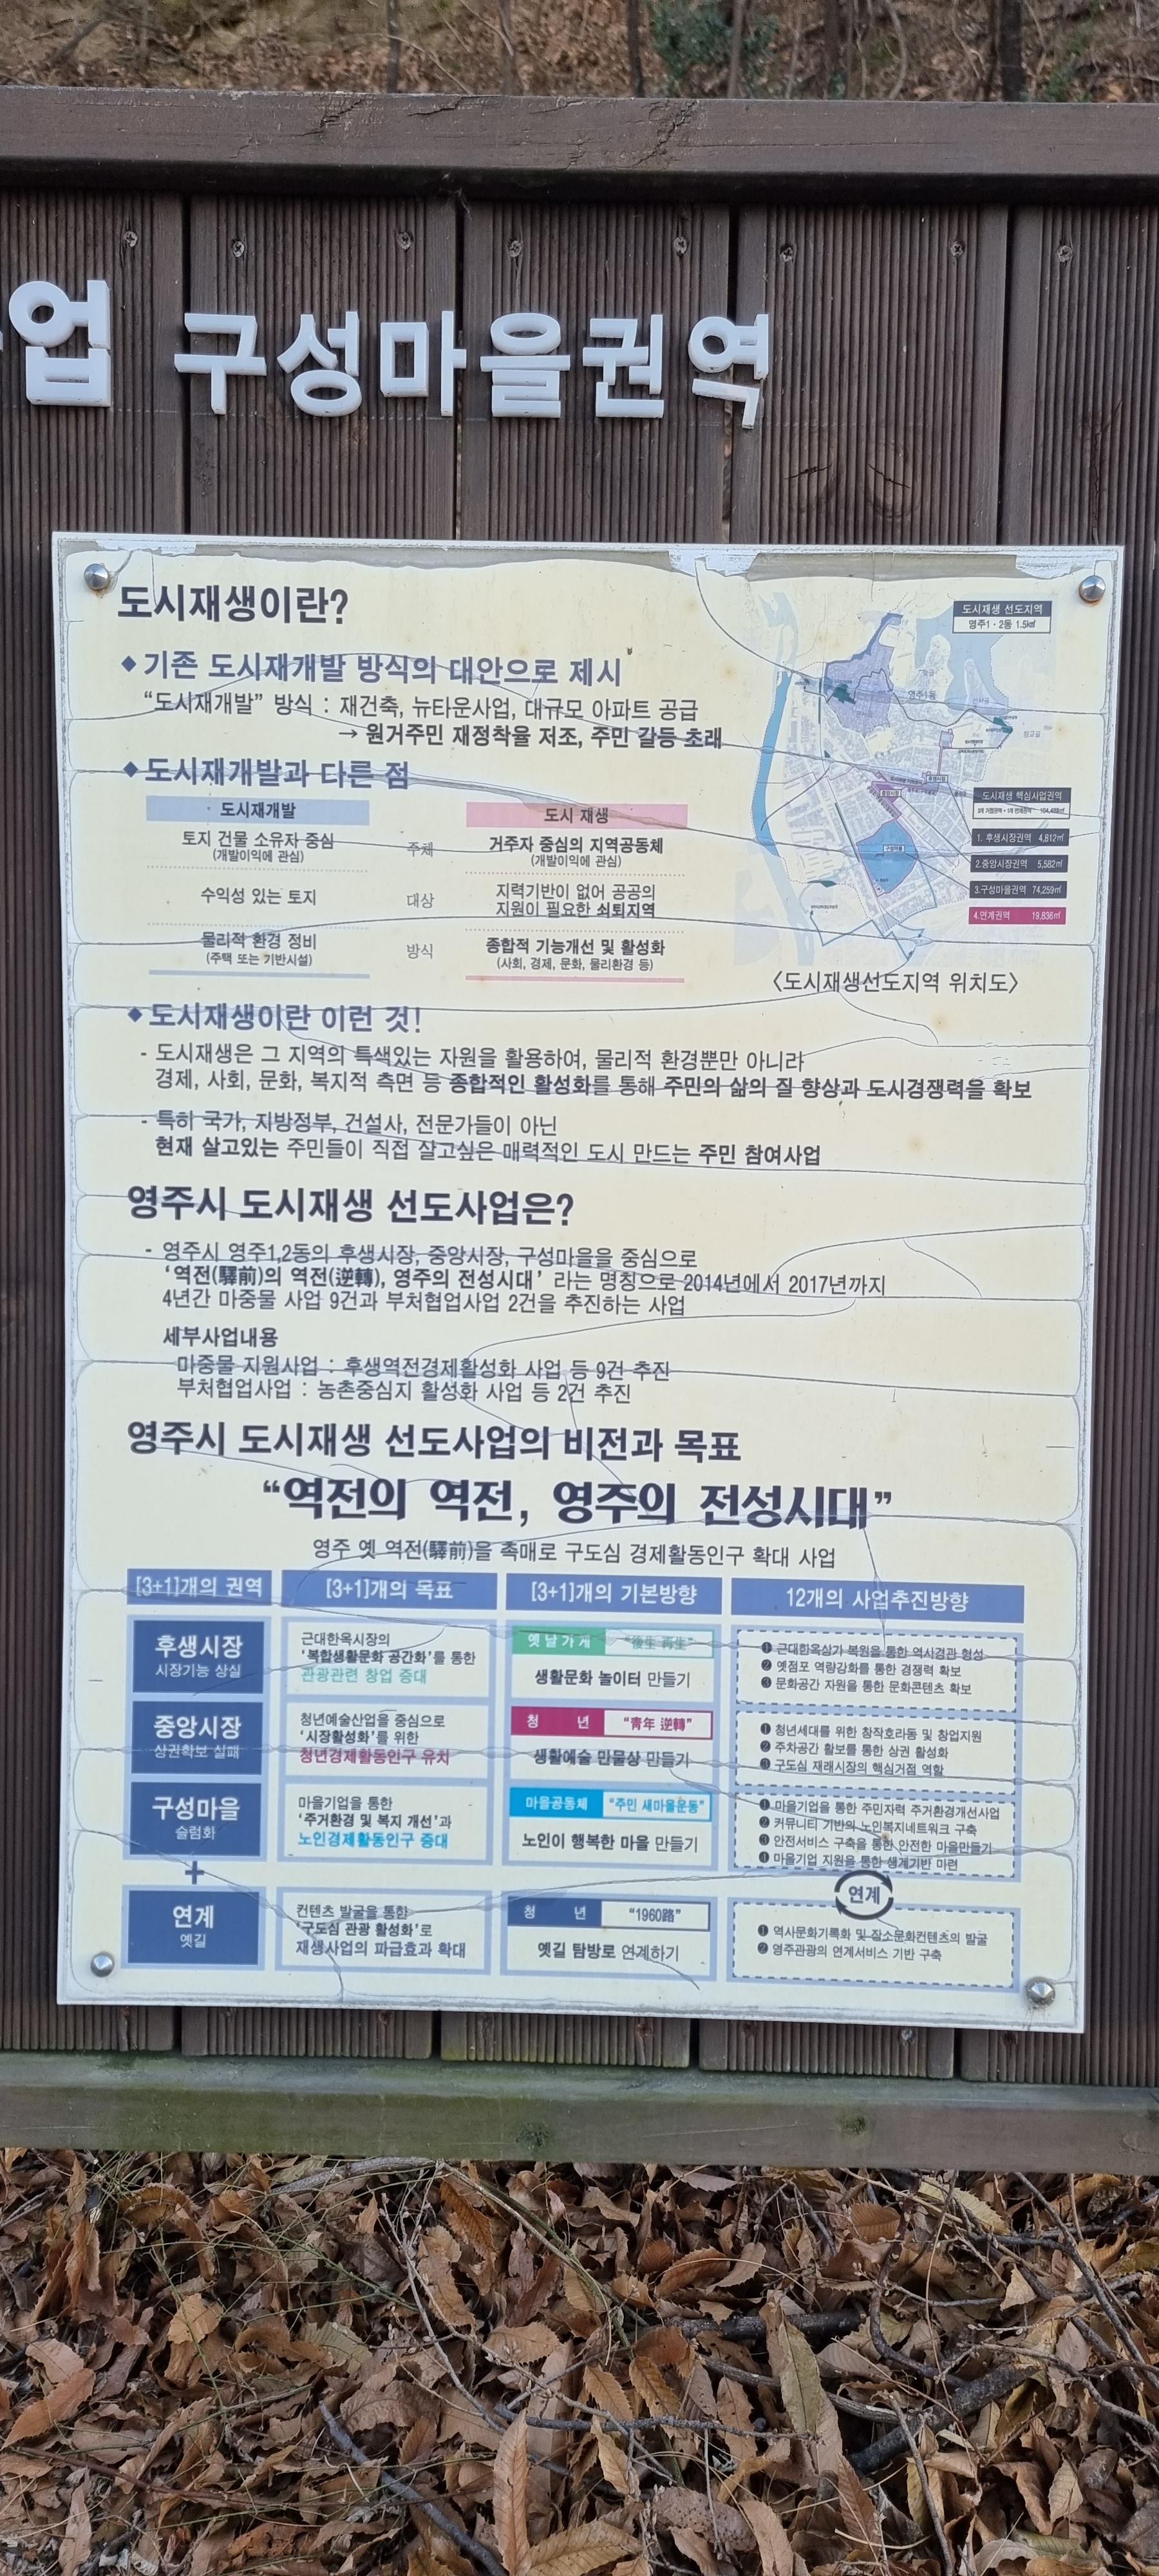 업 구성마을권역
도시재생이란?
◆기존 도시재개발 방식의 대안으로 제시
“도시재개발” 방식 : 재건축, 뉴타운사업, 대규모 아파트 공급
→ 원거주민 재정착율 저조, 주민 갈등 초래
◆도시재개발과 다른 점
도시재개발
도시 재생
토지 건물 소유자 중심
(개발이익에 관심)
주체
거주자 중심의 지역공동체
(개발이익에 관심)
수익성 있는 토지
대상
지력기반이 없어 공공의
지원이 필요한 쇠퇴지역
물리적 환경 정비
(주택 또는 기반시설)
방식
종합적 기능개선 및 활성화
(사회, 경제, 문화, 물리환경 등)
도시재생 선도지역
영주1 · 2동 1.5㎢
영주1동
도시재생 핵심사업권역
1. 후생시장권역 4,812㎡
2.중앙시장권역 5,582㎡
3.구성마을권역 74,259㎡
4.연계권역 19,836㎡
〈도시재생선도지역 위치도〉
◆도시재생이란 이런 것!
- 도시재생은 그 지역의 특색있는 자원을 활용하여, 물리적 환경뿐만 아니라
경제, 사회, 문화, 복지적 측면 등 종합적인 활성화를 통해 주민의 삶의 질 향상과 도시경쟁력을 확보
- 특히 국가, 지방정부, 건설사, 전문가들이 아닌
현재 살고있는 주민들이 직접 살고싶은 매력적인 도시 만드는 주민 참여사업
영주시 도시재생 선도사업은?
- 영주시 영주1,2동의 후생시장, 중앙시장, 구성마을을 중심으로
‘역전(驛前)의 역전(逆轉), 영주의 전성시대’ 라는 명칭으로 2014년에서 2017년까지
4년간 마중물 사업 9건과 부처협업사업 2건을 추진하는 사업
세부사업내용
마중물 지원사업 : 후생역전경제활성화 사업 등 9건 추진
부처협업사업 : 농촌중심지 활성화 사업 등 2건 추진
영주시 도시재생 선도사업의 비전과 목표
“역전의 역전, 영주의 전성시대”
영주 옛 역전(驛前)을 촉매로 구도심 경제활동인구 확대 사업
[3+1]개의 권역
[3+1]개의 목표
[3+1]개의 기본방향
12개의 사업추진방향
후생시장
시장기능 상실
근대한옥시장의
‘복합생활문화 공간화’를 통한
관광관련 창업 증대
옛날가게 “後生 再生”
생활문화 놀이터 만들기
❶ 근대한옥상가 복원을 통한 역사경관 형성
❷ 옛점포 역량강화를 통한 경쟁력 확보
❸ 문화공간 자원을 통한 문화콘텐츠 확보
중앙시장
상권확보 실패
청년예술산업을 중심으로
‘시장활성화’를 위한
청년경제활동인구 유치
청 년 “靑年 逆轉”
생활예술 만물상 만들기
❶ 청년세대를 위한 창작호라동 및 창업지원
❷ 주차공간 활보를 통한 상권 활성화
❸ 구도심 재래시장의 핵심거점 역할
구성마을
슬럼화
마을기업을 통한
‘주거환경 및 복지 개선’과
노인경제활동인구 증대
마을공동체 “주민 새마을운동”
노인이 행복한 마을 만들기
❶ 마을기업을 통한 주민자력 주거환경개선사업
❷ 커뮤니티 기반의 노인복지네트워크 구축
❸ 안전서비스 구축을 통한 안전한 마을만들기
❶ 마을기업 지원을 통한 생계기반 마련
+
연계
연계
옛길
컨텐츠 발굴을 통한
‘구도심 관광 활성화’로
재생사업의 파급효과 확대
청 년 “1960路”
옛길 탐방로 연계하기
❶ 역사문화기록화 및 장소문화컨텐츠의 발굴
❷ 영주관광의 연계서비스 기반 구축